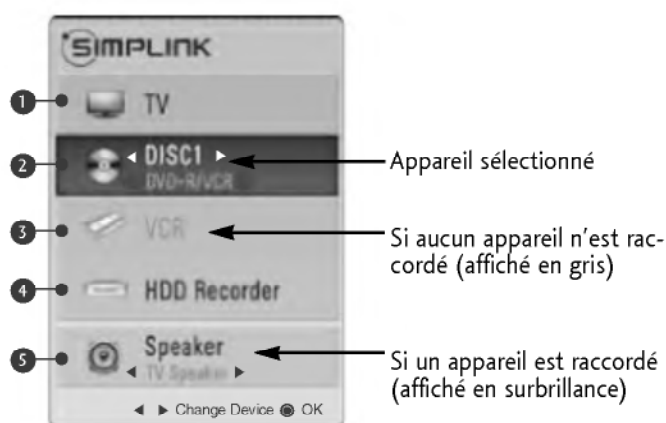 SIMPLINK
1 TV
2 ◄ DISC1 ► Appareil sélectionné
DVD-R/VCR
3 VCR
Si aucun appareil n'est rac-
cordé (affiché en gris)
4 HDD Recorder
5 Speaker
◄ TV Speaker ►
Si un appareil est raccordé
(affiché en surbrillance)
◄ ► Change Device ◉ OK